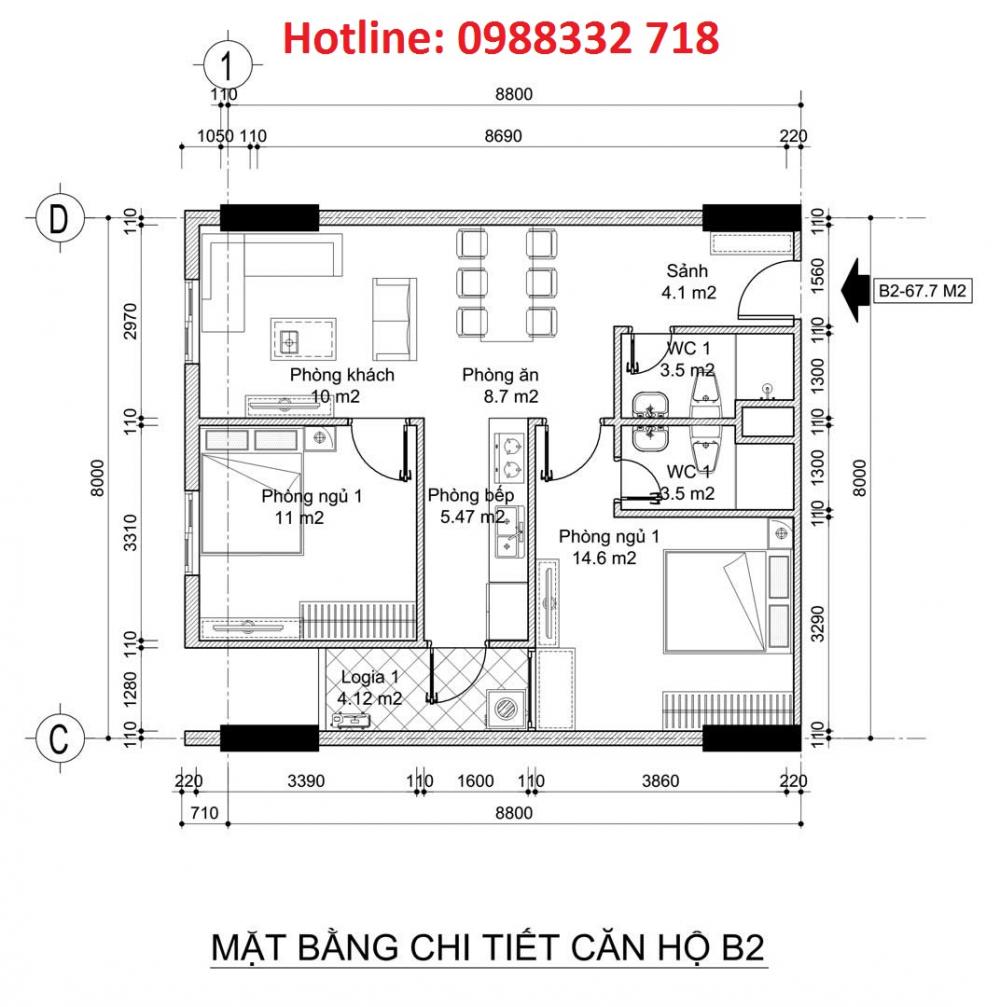 Hotline: 0988332 718
1
110
8800
1050 110
8690
220
D
110
110
Sảnh
4.1 m2
1560
B2-67.7 M2
2970
110
WC 1
3.5 m2
Phòng khách
10 m2
Phòng ăn
8.7 m2
1300
110
110
8000
Phòng ngủ 1
11 m2
Phòng bếp
5.47 m2
WC 1
3.5 m2
1300
8000
3310
110
Phòng ngủ 1
14.6 m2
3290
110
Logia 1
4.12 m2
1280
C
110
110
220
3390
110
1600
110
3860
220
710
8800
MẶT BẰNG CHI TIẾT CĂN HỘ B2